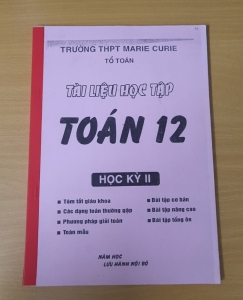 TRƯỜNG THPT MARIE CURIE
TỔ TOÁN
TÀI LIỆU HỌC TẬP
TOÁN 12
HỌC KỲ II
Tóm tắt giáo khoa
Các dạng toán thường gặp
Phương pháp giải toán
Toán mẫu
Bài tập cơ bản
Bài tập nâng cao
Bài tập tổng ôn
NĂM HỌC
LƯU HÀNH NỘI BỘ